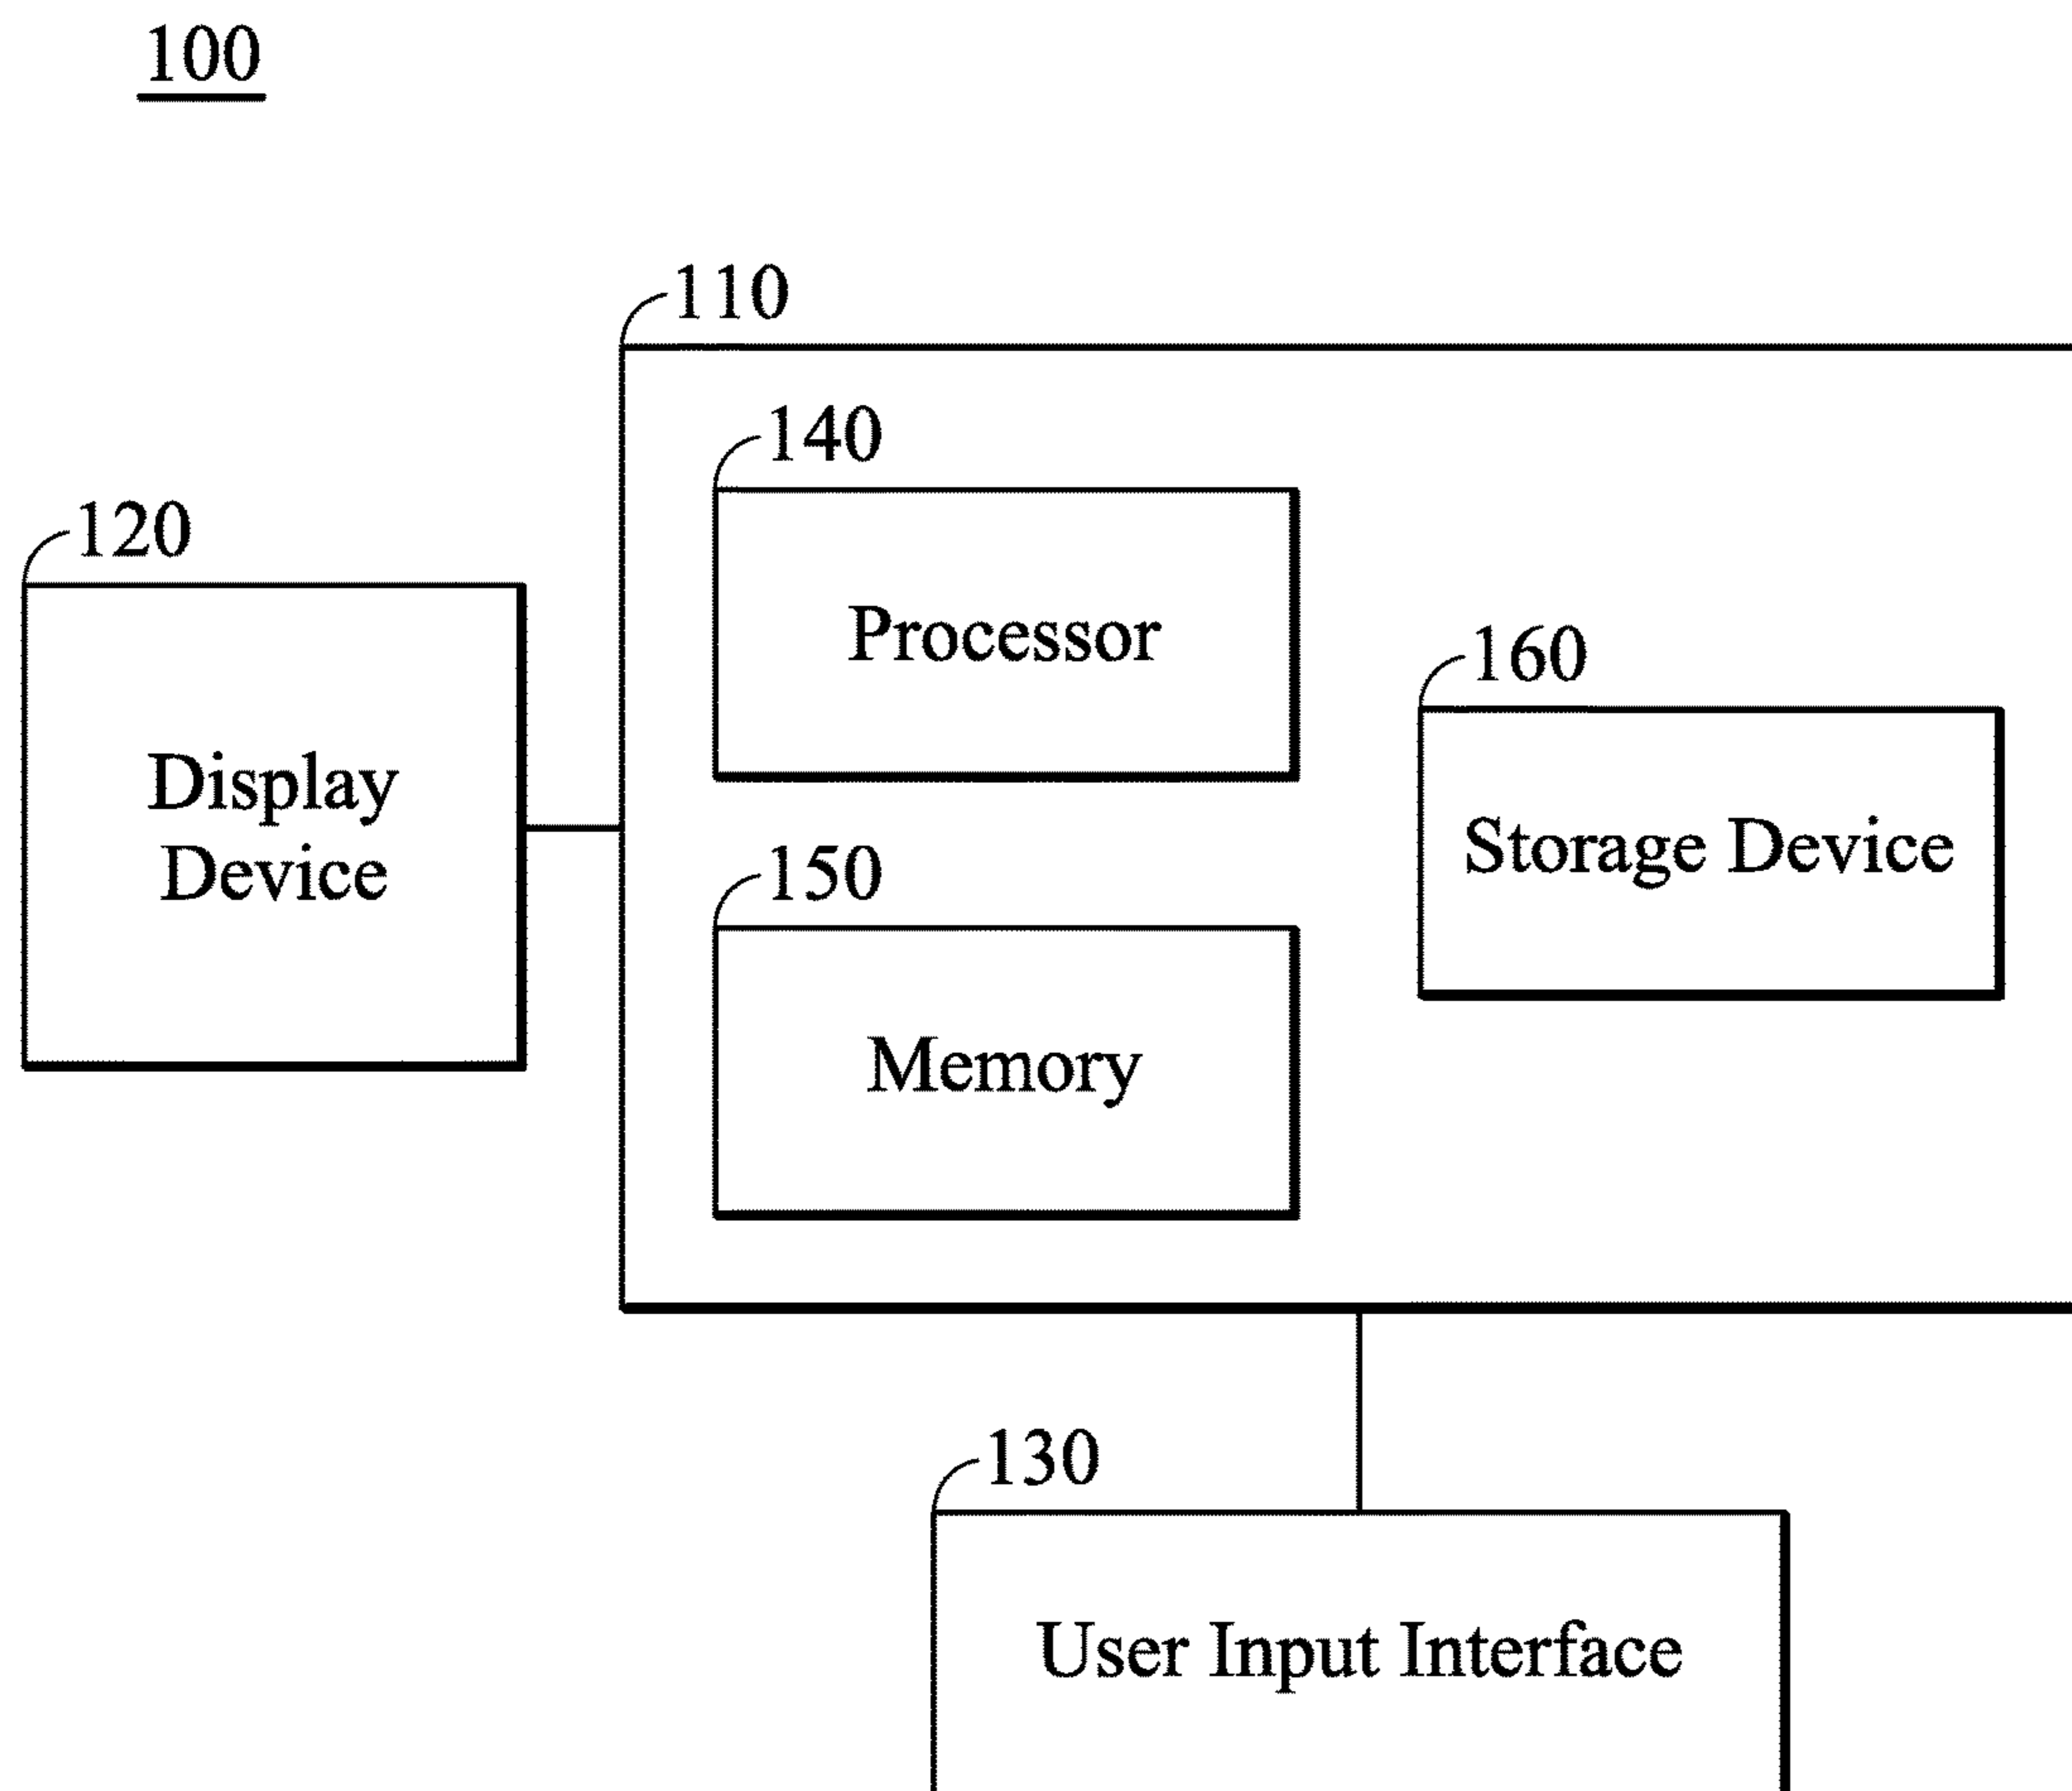 100
110
140
120
Processor
160
Display
Device
Storage Device
150
Memory
130
User Input Interface